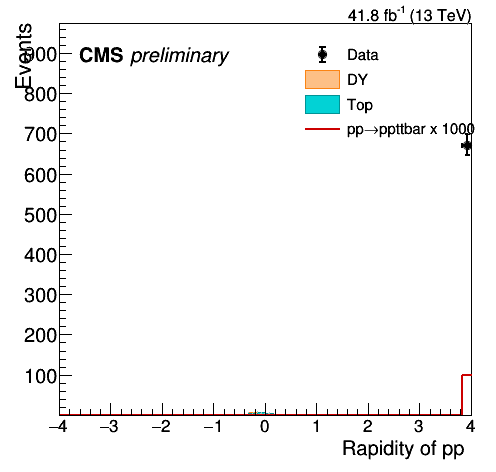 41.8 fb⁻¹ (13 TeV)
Events
CMS preliminary
Data
DY
Top
pp→ppttbar x 1000
900
800
700
600
500
400
300
200
100
−4 −3 −2 −1 0 1 2 3 4
Rapidity of pp